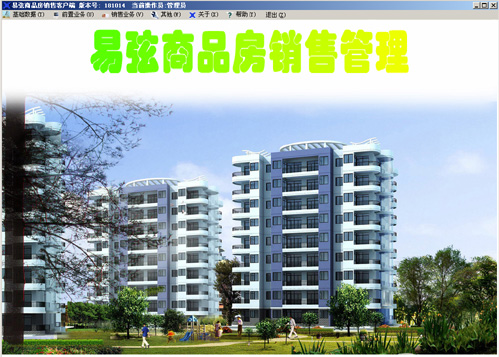 易弦商品房销售客户端 版本号: 181014 当前操作员:管理员
基础数据(I) 前置业务(U) 销售业务(V) 其他(W) 关于(X) 帮助(Y) 退出(Z)
易弦商品房销售管理